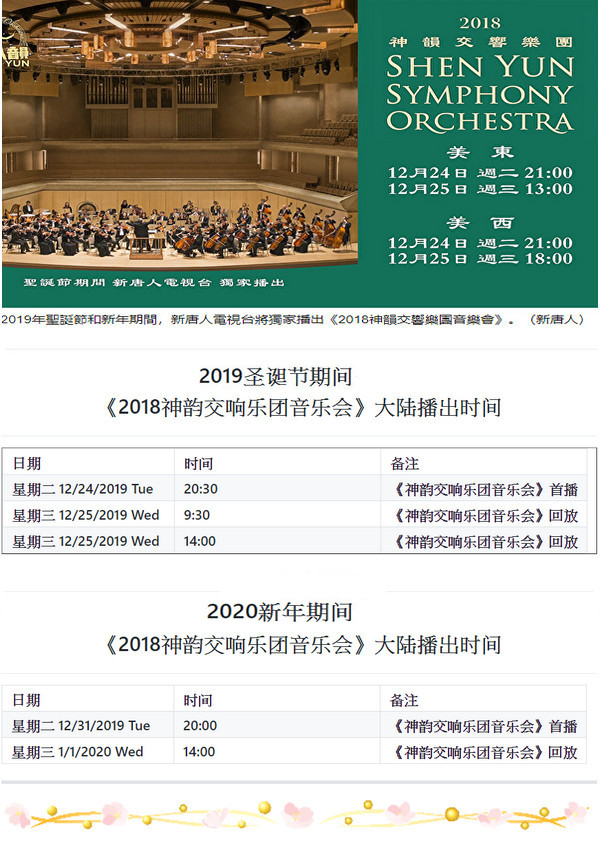 人音韻
YUN
2018
神韻交響樂團
SHEN YUN
SYMPHONY
ORCHESTRA
美東
12月24日 週二 21:00
12月25日 週三 13:00
美西
12月24日 週二 21:00
12月25日 週三 18:00
聖誕節期間 新唐人電視台 獨家播出
2019年聖誕節和新年期間，新唐人電視台將獨家播出《2018神韻交響樂團音樂會》。（新唐人）
2019圣诞节期间
《2018神韵交响乐团音乐会》大陆播出时间
日期 时间 备注
星期二 12/24/2019 Tue 20:30 《神韵交响乐团音乐会》首播
星期三 12/25/2019 Wed 9:30 《神韵交响乐团音乐会》回放
星期三 12/25/2019 Wed 14:00 《神韵交响乐团音乐会》回放
2020新年期间
《2018神韵交响乐团音乐会》大陆播出时间
日期 时间 备注
星期二 12/31/2019 Tue 20:00 《神韵交响乐团音乐会》首播
星期三 1/1/2020 Wed 14:00 《神韵交响乐团音乐会》回放